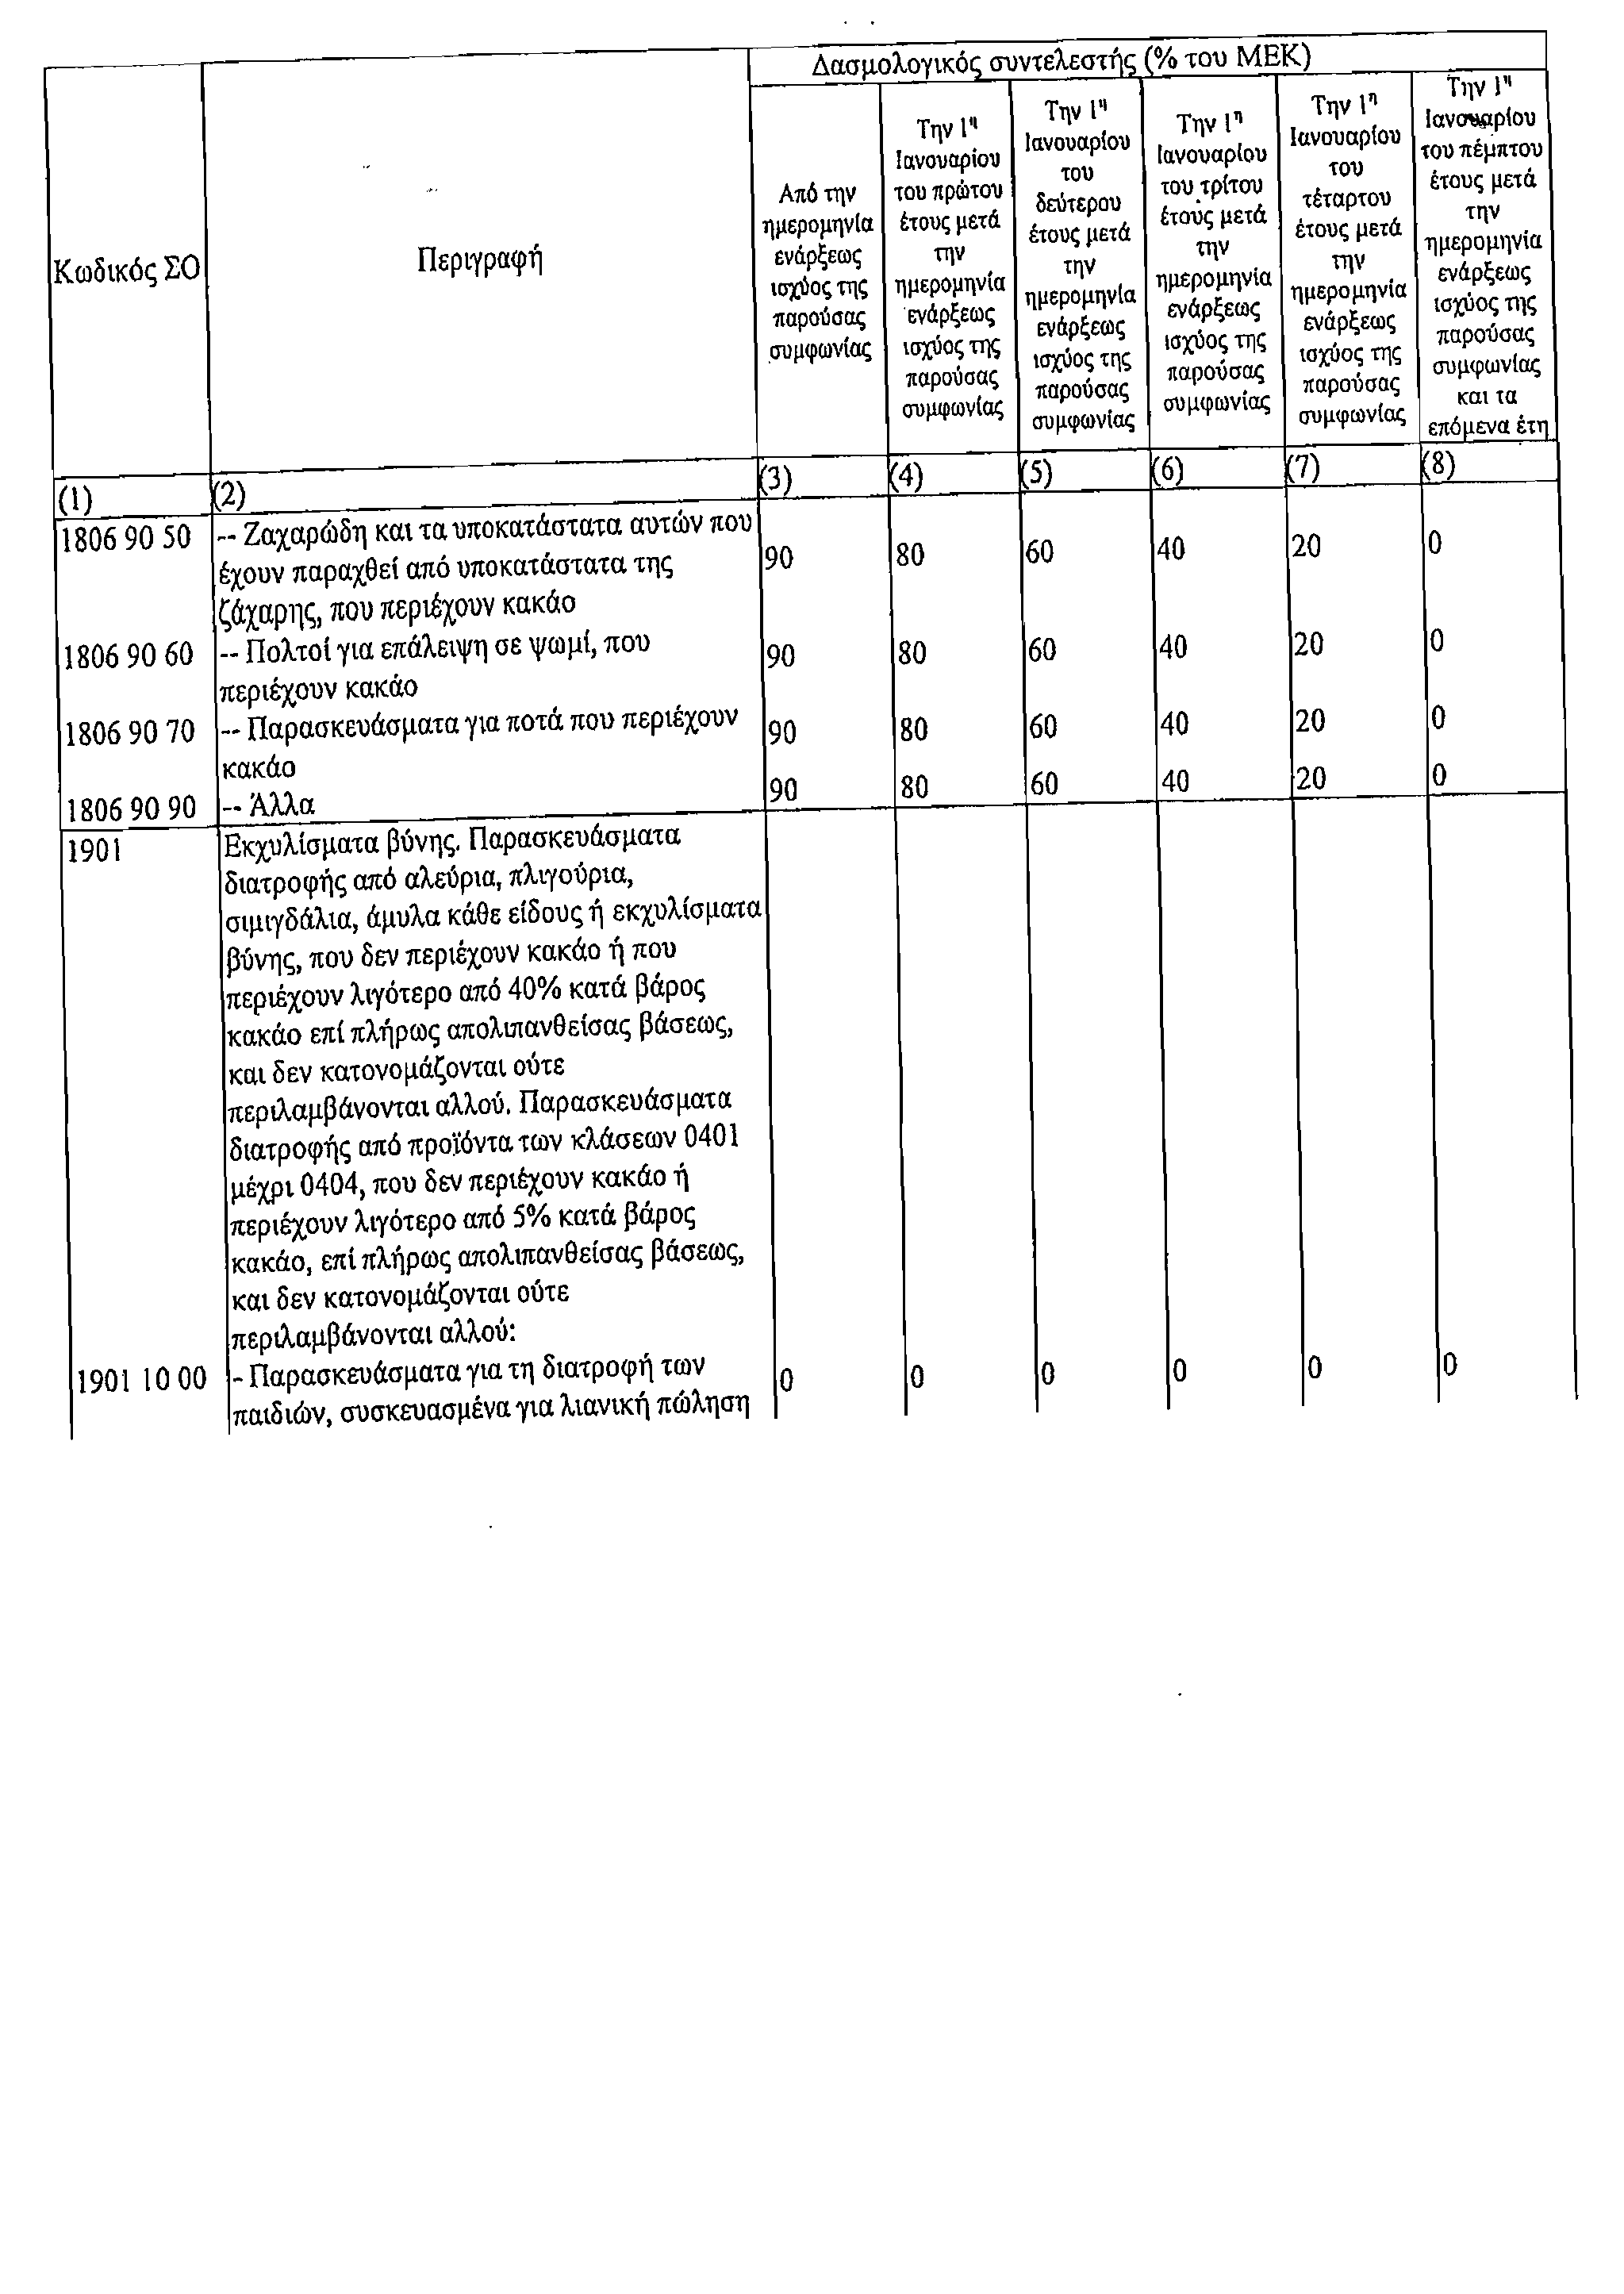 Δασμολογικός συντελεστής (% του ΜΕΚ)
Κωδικός ΣΟ
Περιγραφή
Από την
ημερομηνία
ενάρξεως
ισχύος της
παρούσας
συμφωνίας
Την 1η
Ιανουαρίου
του πρώτου
έτους μετά
την
ημερομηνία
ενάρξεως
ισχύος της
παρούσας
συμφωνίας
Την 1η
Ιανουαρίου
του
δεύτερου
έτους μετά
την
ημερομηνία
ενάρξεως
ισχύος της
παρούσας
συμφωνίας
Την 1η
Ιανουαρίου
του τρίτου
έτους μετά
την
ημερομηνία
ενάρξεως
ισχύος της
παρούσας
συμφωνίας
Την 1η
Ιανουαρίου
του
τέταρτου
έτους μετά
την
ημερομηνία
ενάρξεως
ισχύος της
παρούσας
συμφωνίας
Την 1η
Ιανουαρίου
του πέμπτου
έτους μετά
την
ημερομηνία
ενάρξεως
ισχύος της
παρούσας
συμφωνίας
και τα
επόμενα έτη
(1) (2) (3) (4) (5) (6) (7) (8)
1806 90 50 -- Ζαχαρώδη και τα υποκατάστατα αυτών που 90 80 60 40 20 0
έχουν παραχθεί από υποκατάστατα της
ζάχαρης, που περιέχουν κακάο
1806 90 60 -- Πολτοί για επάλειψη σε ψωμί, που 90 80 60 40 20 0
περιέχουν κακάο
1806 90 70 -- Παρασκευάσματα για ποτά που περιέχουν 90 80 60 40 20 0
κακάο
1806 90 90 -- Άλλα 90 80 60 40 20 0
1901 Εκχυλίσματα βύνης. Παρασκευάσματα
διατροφής από αλεύρια, πλιγούρια,
σιμιγδάλια, άμυλα κάθε είδους ή εκχυλίσματα
βύνης, που δεν περιέχουν κακάο ή που
περιέχουν λιγότερο από 40% κατά βάρος
κακάο επί πλήρως απολιπανθείσας βάσεως,
και δεν κατονομάζονται ούτε
περιλαμβάνονται αλλού. Παρασκευάσματα
διατροφής από προϊόντα των κλάσεων 0401
μέχρι 0404, που δεν περιέχουν κακάο ή
περιέχουν λιγότερο από 5% κατά βάρος
κακάο, επί πλήρως απολιπανθείσας βάσεως,
και δεν κατονομάζονται ούτε
περιλαμβάνονται αλλού:
1901 10 00 - Παρασκευάσματα για τη διατροφή των 0 0 0 0 0 0
παιδιών, συσκευασμένα για λιανική πώληση